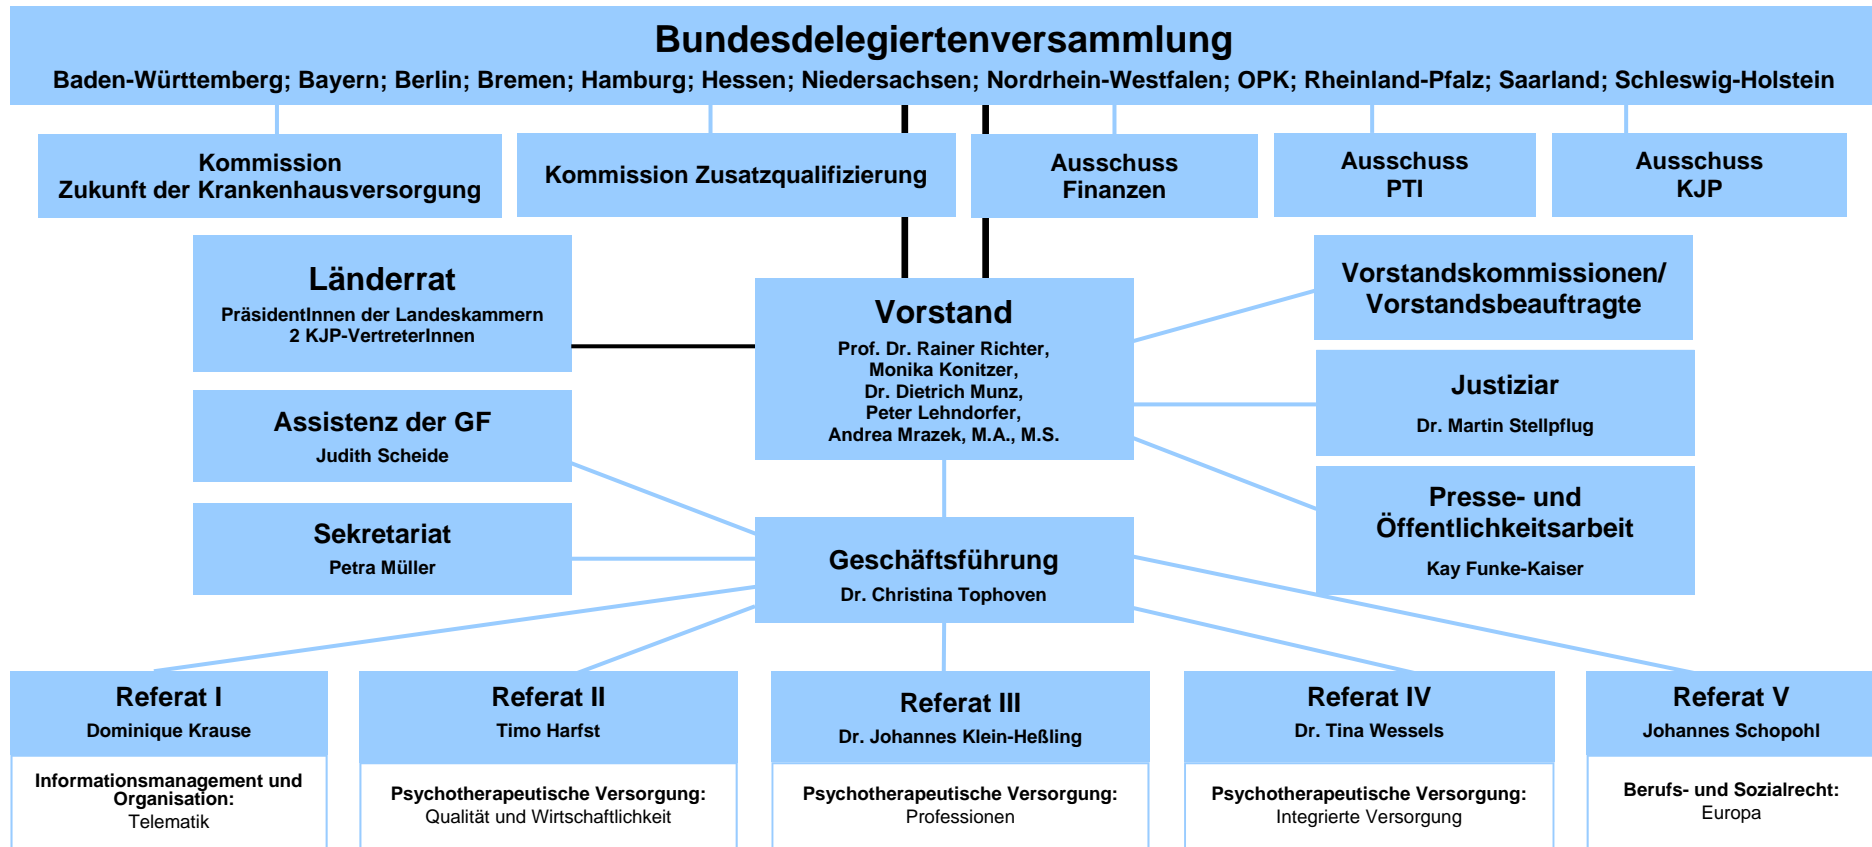 Bundesdelegiertenversammlung
Baden-Württemberg; Bayern; Berlin; Bremen; Hamburg; Hessen; Niedersachsen; Nordrhein-Westfalen; OPK; Rheinland-Pfalz; Saarland; Schleswig-Holstein
Kommission
Zukunft der Krankenhausversorgung
Kommission Zusatzqualifizierung
Ausschuss
Finanzen
Ausschuss
PTI
Ausschuss
KJP
Länderrat
PräsidentInnen der Landeskammern
2 KJP-VertreterInnen
Vorstand
Prof. Dr. Rainer Richter,
Monika Konitzer,
Dr. Dietrich Munz,
Peter Lehndorfer,
Andrea Mrazek, M.A., M.S.
Vorstandskommissionen/
Vorstandsbeauftragte
Assistenz der GF
Judith Scheide
Justiziar
Dr. Martin Stellpflug
Sekretariat
Petra Müller
Geschäftsführung
Dr. Christina Tophoven
Presse- und
Öffentlichkeitsarbeit
Kay Funke-Kaiser
Referat I
Dominique Krause
Informationsmanagement und
Organisation:
Telematik
Referat II
Timo Harfst
Psychotherapeutische Versorgung:
Qualität und Wirtschaftlichkeit
Referat III
Dr. Johannes Klein-Heßling
Psychotherapeutische Versorgung:
Professionen
Referat IV
Dr. Tina Wessels
Psychotherapeutische Versorgung:
Integrierte Versorgung
Referat V
Johannes Schopohl
Berufs- und Sozialrecht:
Europa